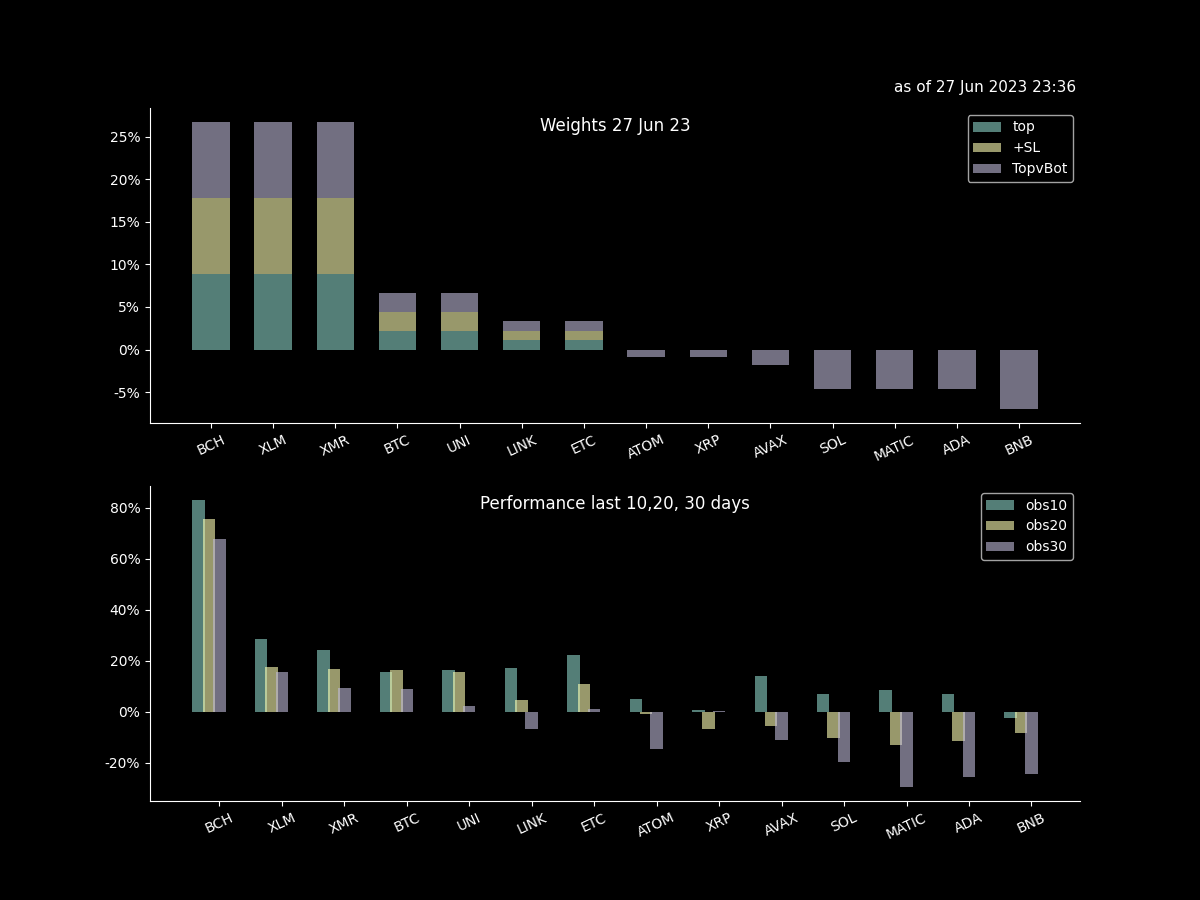 as of 27 Jun 2023 23:36
Weights 27 Jun 23
top
+SL
TopvBot
25%
20%
15%
10%
5%
0%
-5%
BCH XLM XMR BTC UNI LINK ETC ATOM XRP AVAX SOL MATIC ADA BNB
Performance last 10,20, 30 days
obs10
obs20
obs30
80%
60%
40%
20%
0%
-20%
BCH XLM XMR BTC UNI LINK ETC ATOM XRP AVAX SOL MATIC ADA BNB